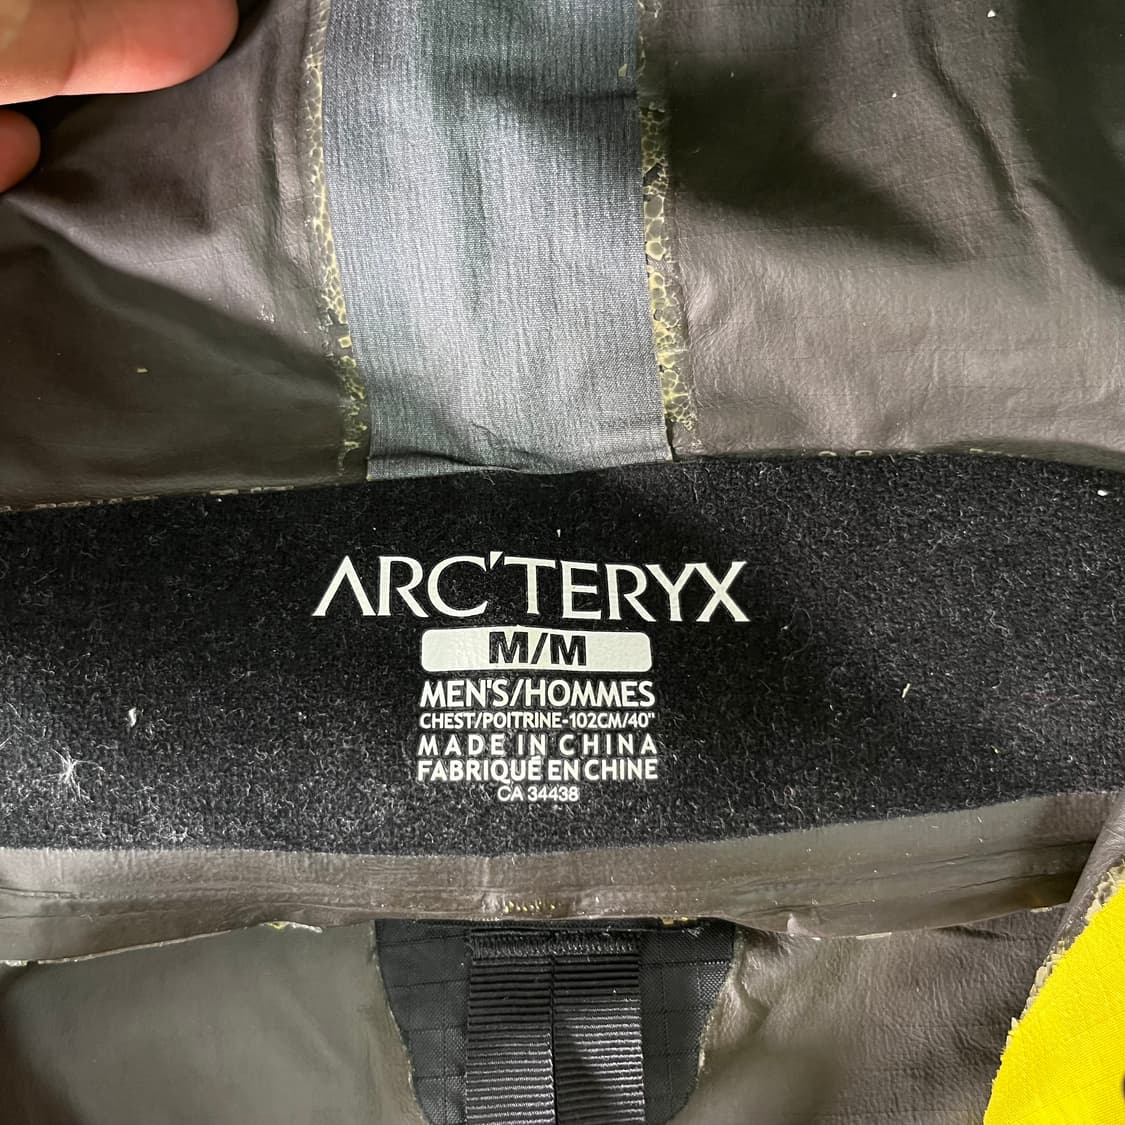 ARC'TERYX
M/M
MEN'S/HOMMES
CHEST/POITRINE-102CM/40"
MADE IN CHINA
FABRIQUÉ EN CHINE
CA 34438